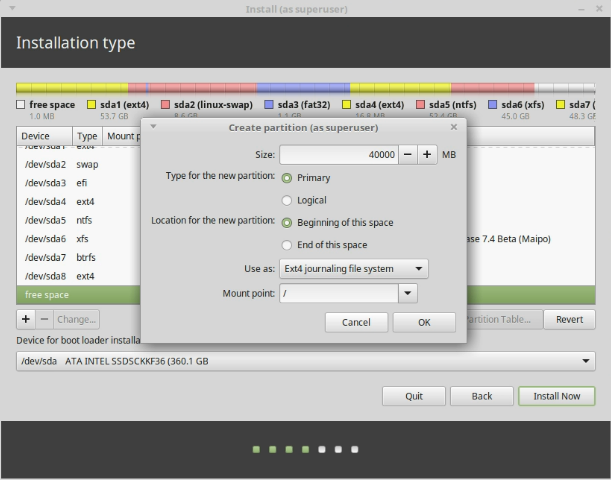 Install (as superuser)
Installation type
free space sda1 (ext4) sda2 (linux-swap) sda3 (fat32) sda4 (ext4) sda5 (ntfs) sda6 (xfs) sda7 (
1.0 MB 53.7 GB 8.6 GB 1.1 GB 16.8 MB 52.4 GB 45.0 GB 48.3 GB
Device Type Mount p
/dev/sda1 ext4
/dev/sda2 swap
/dev/sda3 efi
/dev/sda4 ext4
/dev/sda5 ntfs
/dev/sda6 xfs ase 7.4 Beta (Maipo)
/dev/sda7 btrfs
/dev/sda8 ext4
free space
Create partition (as superuser)
Size: 40000 − + MB
Type for the new partition: Primary
Logical
Location for the new partition: Beginning of this space
End of this space
Use as: Ext4 journaling file system
Mount point: /
Cancel OK
+ − Change... Partition Table... Revert
Device for boot loader installa
/dev/sda ATA INTEL SSDSCKKF36 (360.1 GB
Quit Back Install Now